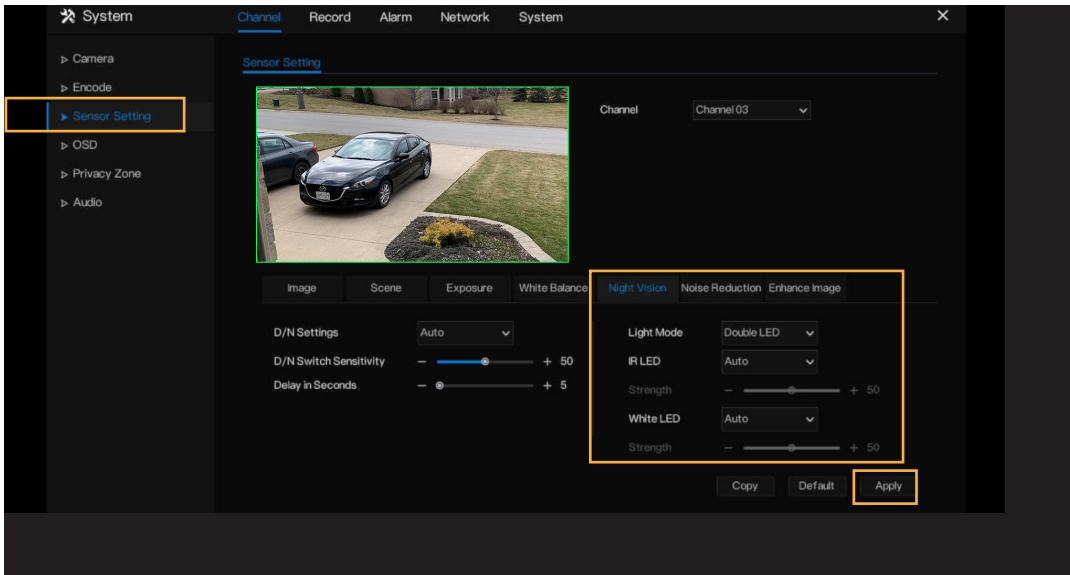 System
Channel Record Alarm Network System
Camera
Encode
Sensor Setting
OSD
Privacy Zone
Audio
Sensor Setting
Channel Channel 03
Image Scene Exposure White Balance Night Vision Noise Reduction Enhance Image
D/N Settings Auto
D/N Switch Sensitivity 50
Delay in Seconds 5
Light Mode Double LED
IR LED Auto
Strength 50
White LED Auto
Strength 50
Copy Default Apply